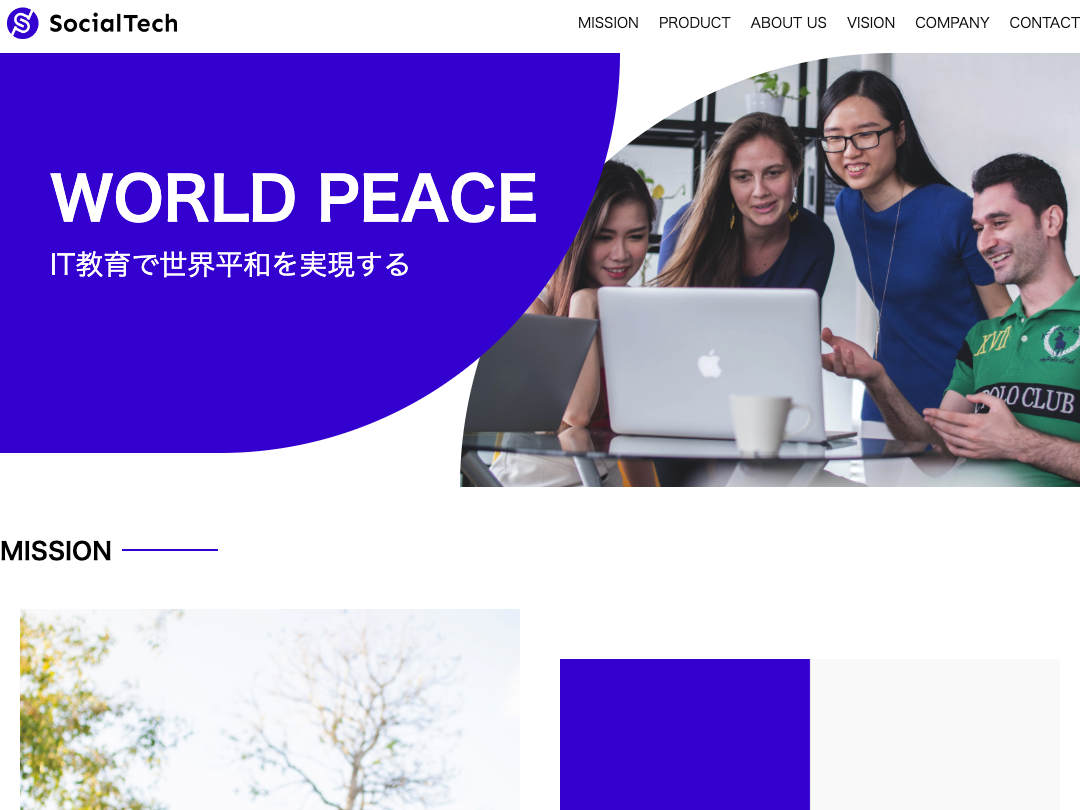 SocialTech
MISSION PRODUCT ABOUT US VISION COMPANY CONTACT
WORLD PEACE
IT教育で世界平和を実現する
XVII
POLO CLUB
MISSION